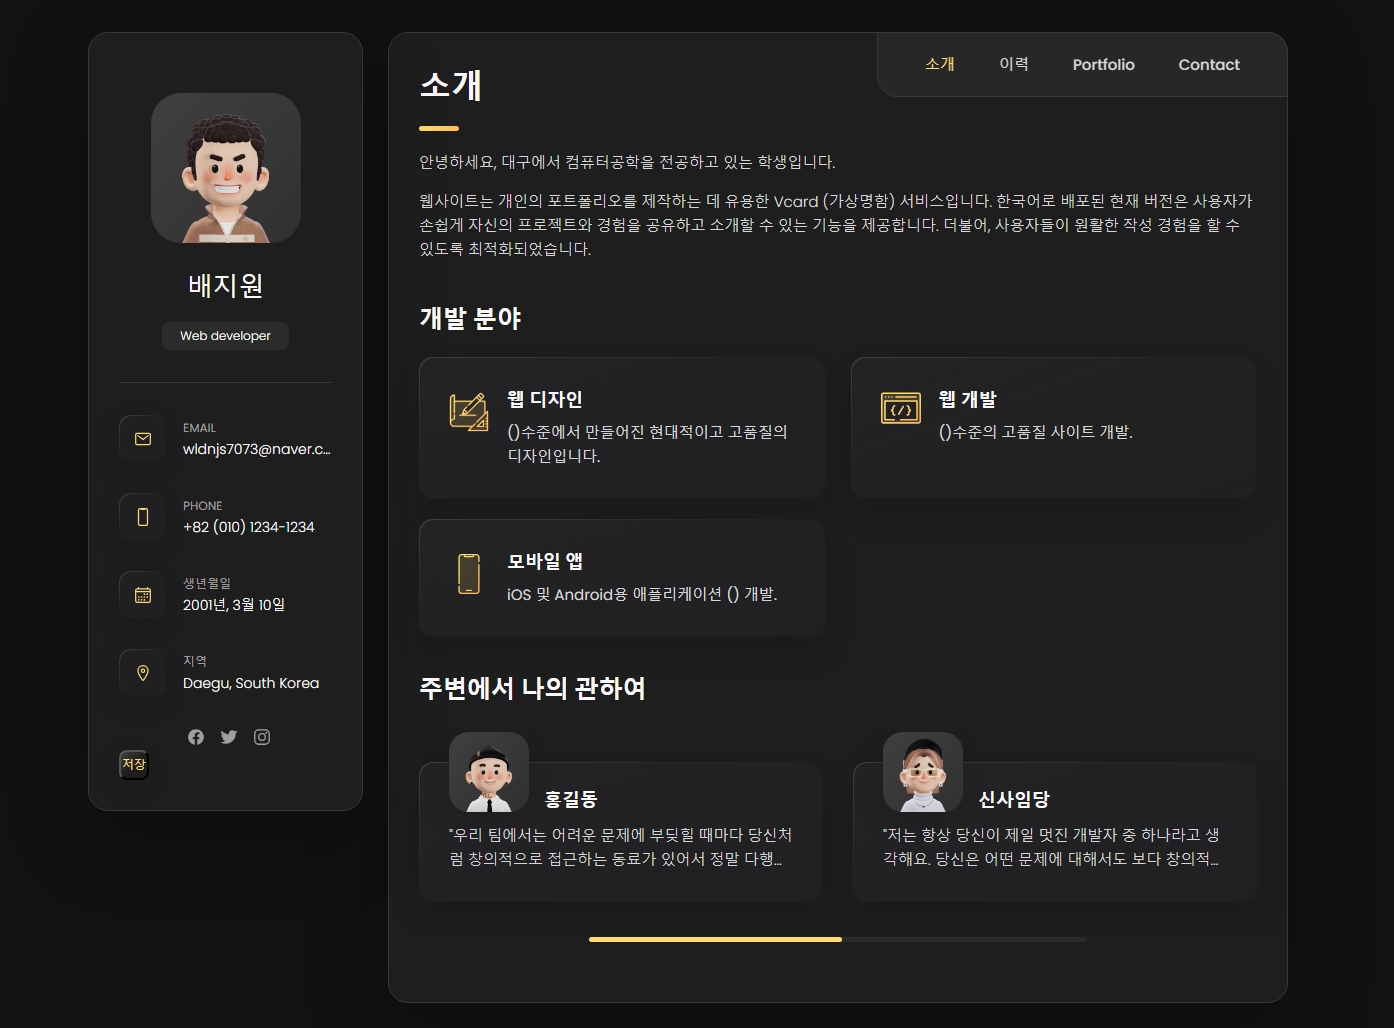 배지원
Web developer
EMAIL
wldnjs7073@naver.c...
PHONE
+82 (010) 1234-1234
생년월일
2001년, 3월 10일
지역
Daegu, South Korea
저장
소개
이력
Portfolio
Contact
소개
안녕하세요, 대구에서 컴퓨터공학을 전공하고 있는 학생입니다.
웹사이트는 개인의 포트폴리오를 제작하는 데 유용한 Vcard (가상명함) 서비스입니다. 한국어로 배포된 현재 버전은 사용자가
손쉽게 자신의 프로젝트와 경험을 공유하고 소개할 수 있는 기능을 제공합니다. 더불어, 사용자들이 원활한 작성 경험을 할 수
있도록 최적화되었습니다.
개발 분야
웹 디자인
()수준에서 만들어진 현대적이고 고품질의
디자인입니다.
웹 개발
()수준의 고품질 사이트 개발.
모바일 앱
iOS 및 Android용 애플리케이션 () 개발.
주변에서 나의 관하여
홍길동
"우리 팀에서는 어려운 문제에 부딪힐 때마다 당신처
럼 창의적으로 접근하는 동료가 있어서 정말 다행...
신사임당
"저는 항상 당신이 제일 멋진 개발자 중 하나라고 생
각해요. 당신은 어떤 문제에 대해서도 보다 창의적...